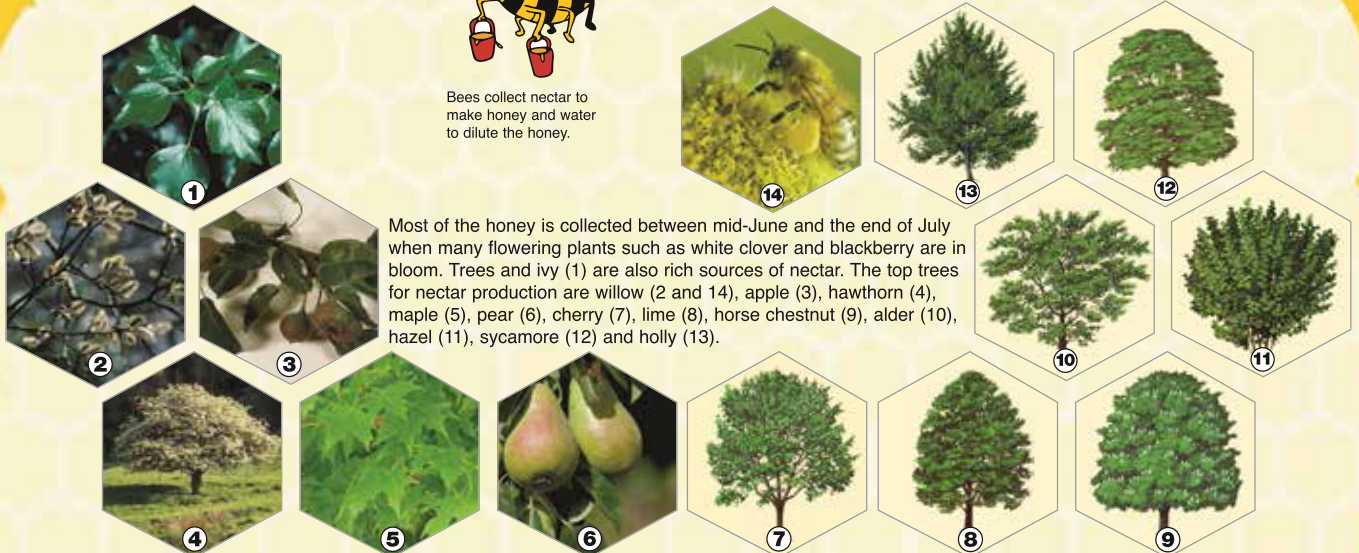 Bees collect nectar to
make honey and water
to dilute the honey.
Most of the honey is collected between mid-June and the end of July
when many flowering plants such as white clover and blackberry are in
bloom. Trees and ivy (1) are also rich sources of nectar. The top trees
for nectar production are willow (2 and 14), apple (3), hawthorn (4),
maple (5), pear (6), cherry (7), lime (8), horse chestnut (9), alder (10),
hazel (11), sycamore (12) and holly (13).
1
2
3
4
5
6
7
8
9
10
11
12
13
14